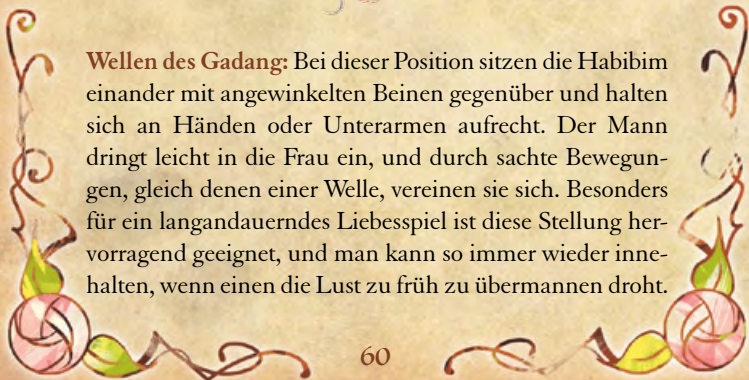 Wellen des Gadang: Bei dieser Position sitzen die Habibim
einander mit angewinkelten Beinen gegenüber und halten
sich an Händen oder Unterarmen aufrecht. Der Mann
dringt leicht in die Frau ein, und durch sachte Bewegun-
gen, gleich denen einer Welle, vereinen sie sich. Besonders
für ein langandauerndes Liebesspiel ist diese Stellung her-
vorragend geeignet, und man kann so immer wieder inne-
halten, wenn einen die Lust zu früh zu übermannen droht.
60